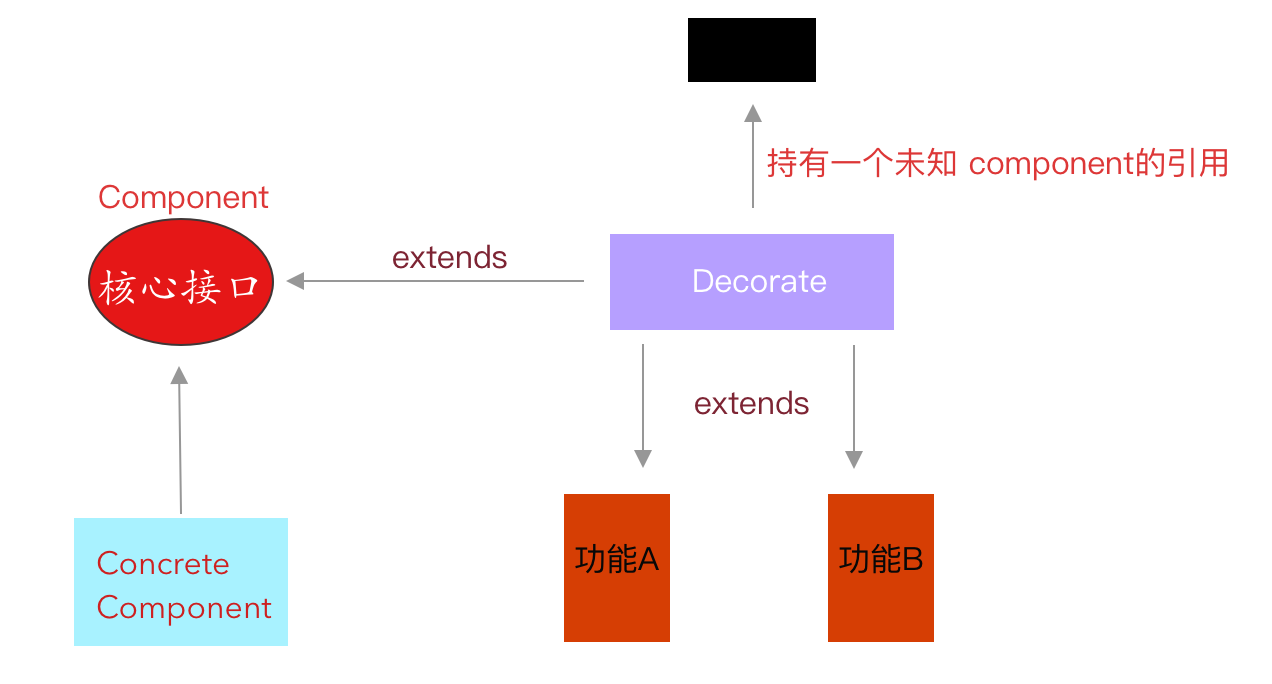 持有一个未知 component的引用
Component
核心接口
extends
Decorate
extends
功能A
功能B
Concrete
Component